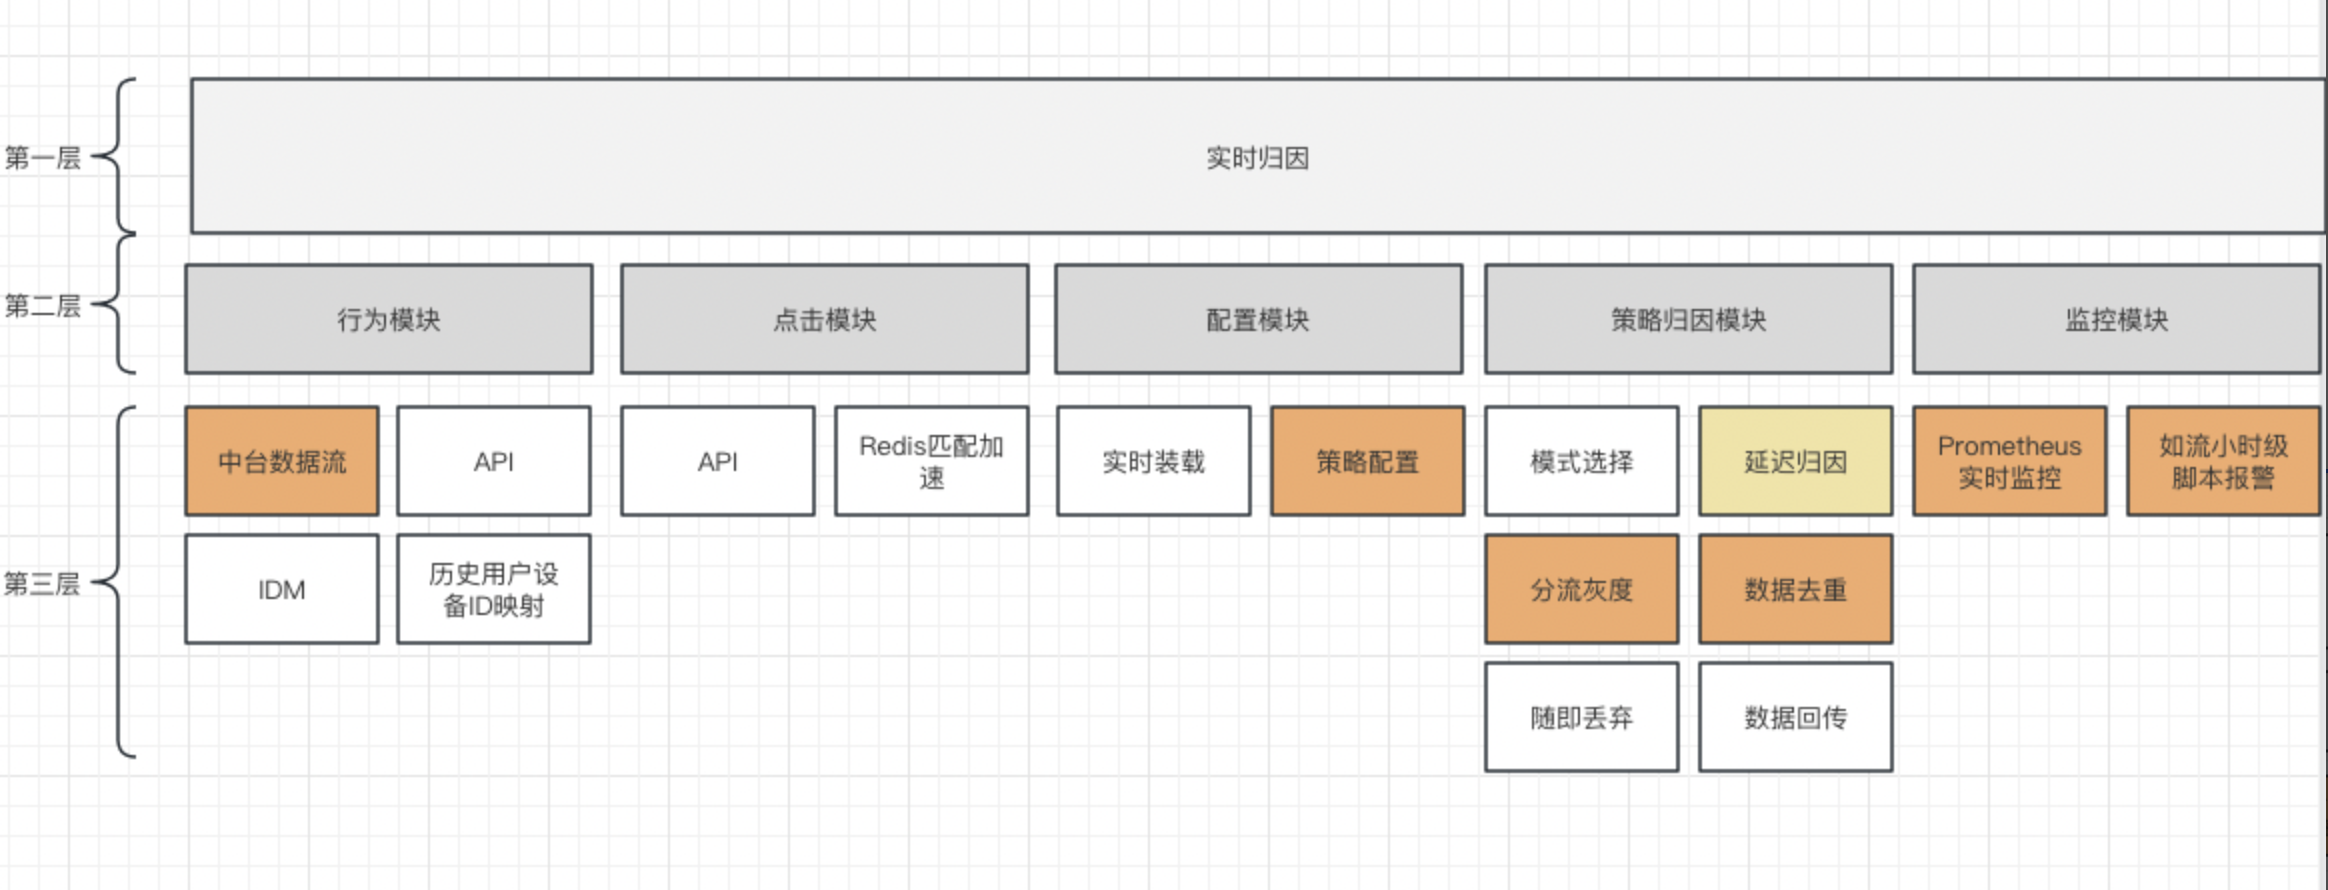 第一层
实时归因
第二层
行为模块
点击模块
配置模块
策略归因模块
监控模块
第三层
中台数据流
API
API
Redis匹配加
速
实时装载
策略配置
模式选择
延迟归因
Prometheus
实时监控
如流小时级
脚本报警
IDM
历史用户设
备ID映射
分流灰度
数据去重
随即丢弃
数据回传